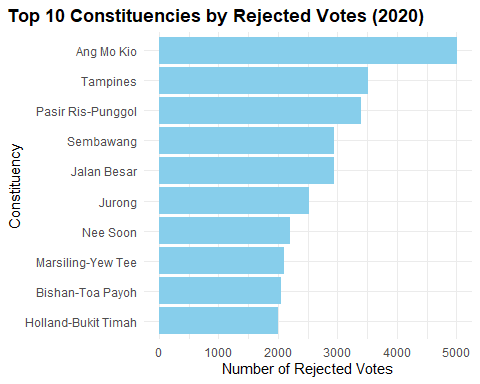 Top 10 Constituencies by Rejected Votes (2020)
Constituency
Ang Mo Kio
Tampines
Pasir Ris-Punggol
Sembawang
Jalan Besar
Jurong
Nee Soon
Marsiling-Yew Tee
Bishan-Toa Payoh
Holland-Bukit Timah
0 1000 2000 3000 4000 5000
Number of Rejected Votes